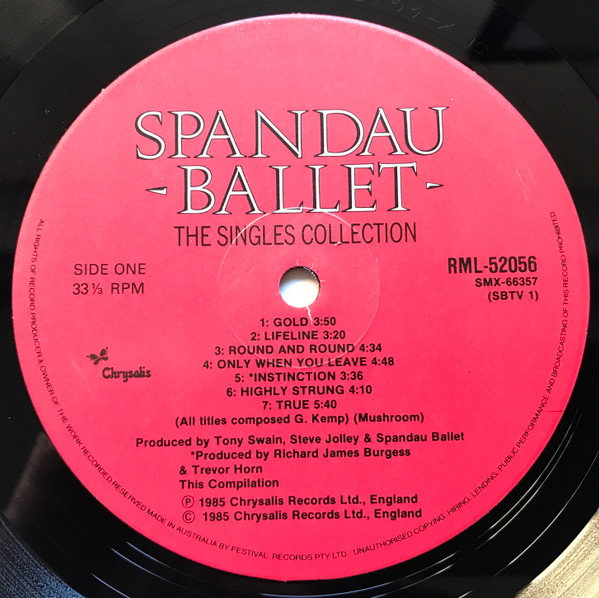 SPANDAU
-BALLET-
THE SINGLES COLLECTION
SIDE ONE
33 ⅓ RPM
RML-52056
SMX-66357
(SBTV 1)
1: GOLD 3:50
2: LIFELINE 3:20
3: ROUND AND ROUND 4:34
4: ONLY WHEN YOU LEAVE 4:48
5: *INSTINCTION 3:36
6: HIGHLY STRUNG 4:10
7: TRUE 5:40
(All titles composed G. Kemp) (Mushroom)
Chrysalis
Produced by Tony Swain, Steve Jolley & Spandau Ballet
*Produced by Richard James Burgess
& Trevor Horn
This Compilation
Ⓟ 1985 Chrysalis Records Ltd., England
Ⓒ 1985 Chrysalis Records Ltd., England
ALL RIGHTS OF RECORD PRODUCER & OWNER OF THE WORK RECORDED RESERVED MADE IN AUSTRALIA BY FESTIVAL RECORDS PTY LTD. UNAUTHORISED COPYING, HIRING, LENDING, PUBLIC PERFORMANCE AND BROADCASTING OF THIS RECORD PROHIBITED